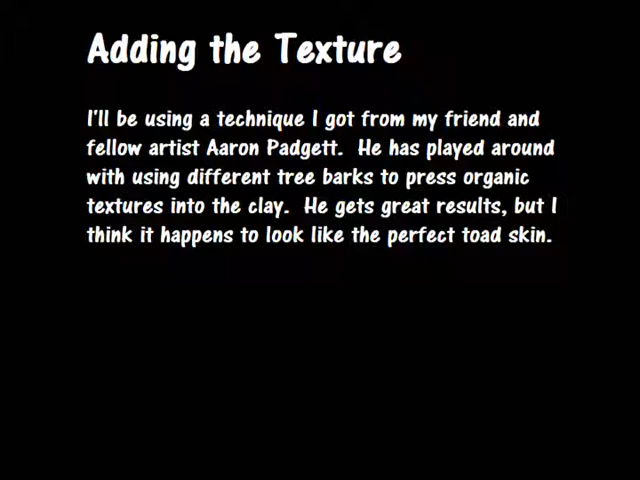 Adding the Texture
I'll be using a technique I got from my friend and
fellow artist Aaron Padgett.  He has played around
with using different tree barks to press organic
textures into the clay.  He gets great results, but I
think it happens to look like the perfect toad skin.